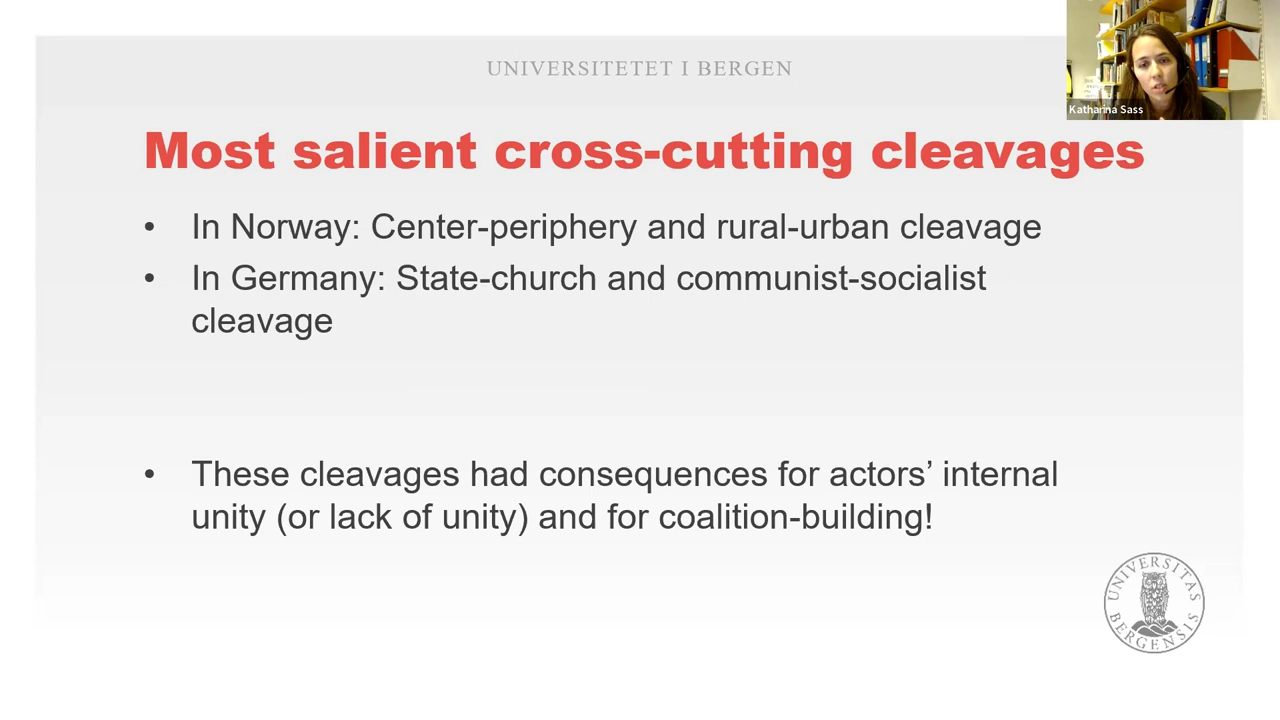 UNIVERSITETET I BERGEN
Katharina Sass
Most salient cross-cutting cleavages
• In Norway: Center-periphery and rural-urban cleavage
• In Germany: State-church and communist-socialist
cleavage
• These cleavages had consequences for actors’ internal
unity (or lack of unity) and for coalition-building!
UNIVERSITAS
BERGENSIS